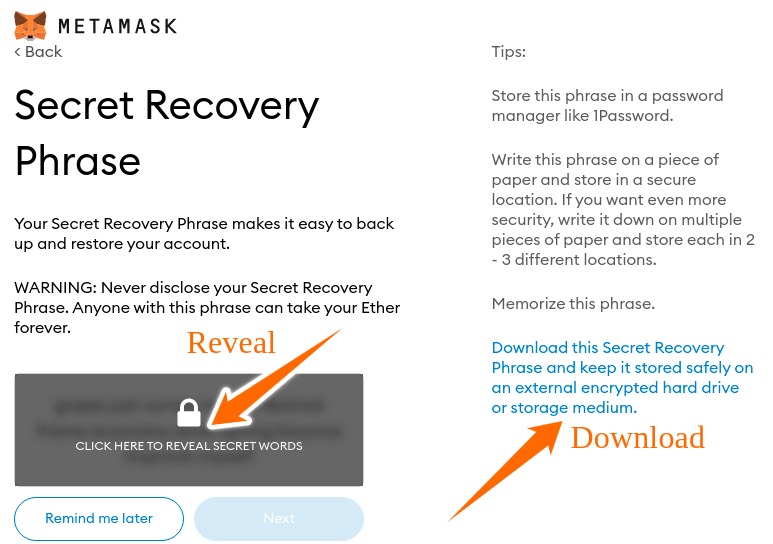 METAMASK
< Back
Secret Recovery
Phrase
Your Secret Recovery Phrase makes it easy to back
up and restore your account.
WARNING: Never disclose your Secret Recovery
Phrase. Anyone with this phrase can take your Ether
forever.
Reveal
CLICK HERE TO REVEAL SECRET WORDS
Remind me later
Next
Tips:
Store this phrase in a password
manager like 1Password.
Write this phrase on a piece of
paper and store in a secure
location. If you want even more
security, write it down on multiple
pieces of paper and store each in 2
- 3 different locations.
Memorize this phrase.
Download this Secret Recovery
Phrase and keep it stored safely on
an external encrypted hard drive
or storage medium.
Download